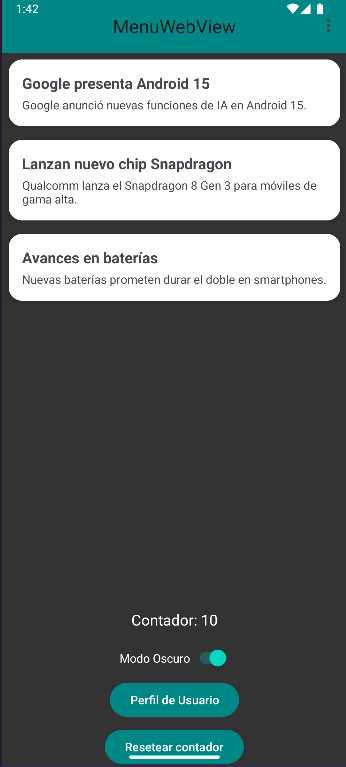 1:42
MenuWebView
Google presenta Android 15
Google anunció nuevas funciones de IA en Android 15.
Lanzan nuevo chip Snapdragon
Qualcomm lanza el Snapdragon 8 Gen 3 para móviles de
gama alta.
Avances en baterías
Nuevas baterías prometen durar el doble en smartphones.
Contador: 10
Modo Oscuro
Perfil de Usuario
Resetear contador